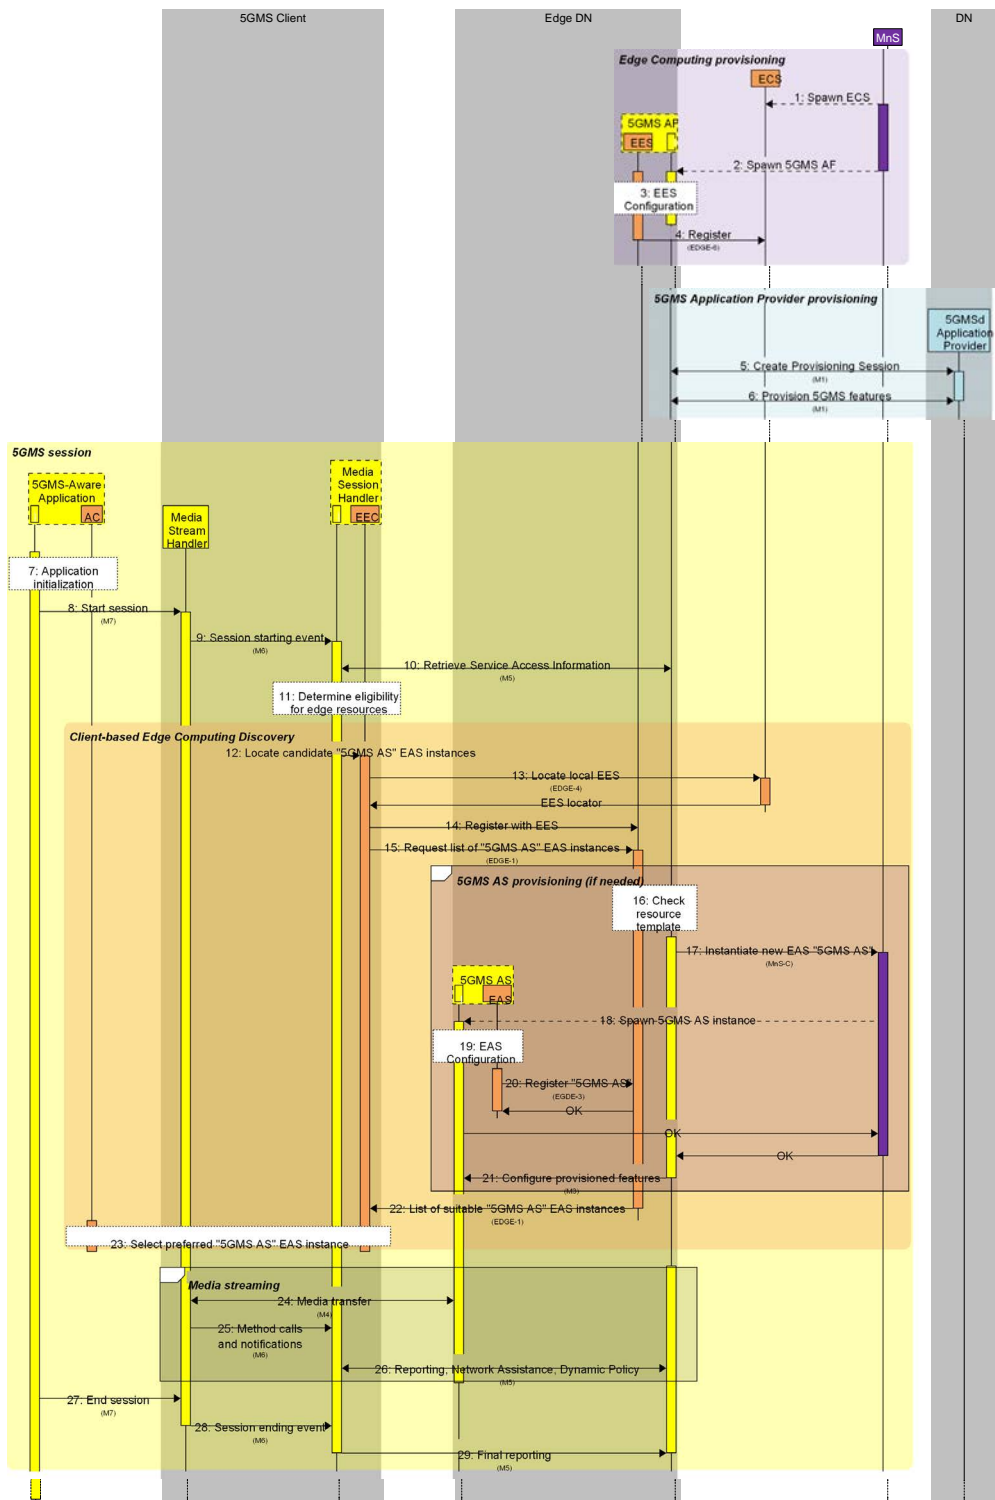 5GMS Client
Edge DN
DN
MnS
Edge Computing provisioning
ECS
1: Spawn ECS
5GMS AF
EES
2: Spawn 5GMS AF
3: EES
Configuration
4: Register
(EDGE-6)
5GMS Application Provider provisioning
5GMSd
Application
Provider
5: Create Provisioning Session
(M1)
6: Provision 5GMS features
(M1)
5GMS session
5GMS-Aware
Application
AC
Media
Stream
Handler
Media
Session
Handler
EEC
7: Application
initialization
8: Start session
(M7)
9: Session starting event
(M6)
10: Retrieve Service Access Information
(M5)
11: Determine eligibility
for edge resources
Client-based Edge Computing Discovery
12: Locate candidate "5GMS AS" EAS instances
13: Locate local EES
(EDGE-4)
EES locator
14: Register with EES
15: Request list of "5GMS AS" EAS instances
(EDGE-1)
5GMS AS provisioning (if needed)
16: Check
resource
template
17: Instantiate new EAS "5GMS AS"
(MnS-C)
5GMS AS
EAS
18: Spawn 5GMS AS instance
19: EAS
Configuration
20: Register "5GMS AS"
(EGDE-3)
OK
OK
OK
21: Configure provisioned features
(M3)
22: List of suitable "5GMS AS" EAS instances
(EDGE-1)
23: Select preferred "5GMS AS" EAS instance
Media streaming
24: Media transfer
(M4)
25: Method calls
and notifications
(M6)
26: Reporting, Network Assistance, Dynamic Policy
(M5)
27: End session
(M7)
28: Session ending event
(M6)
29: Final reporting
(M5)